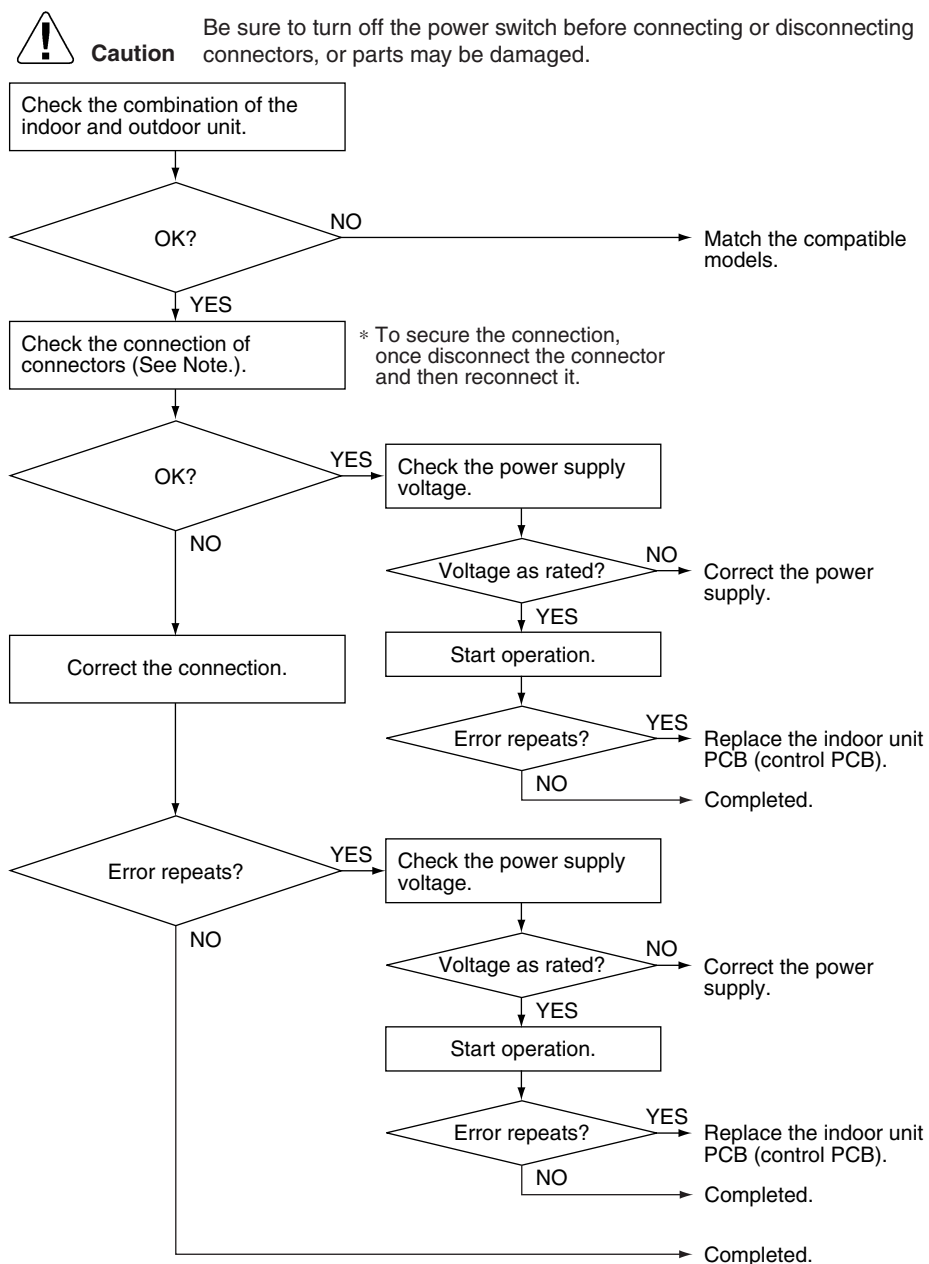 Be sure to turn off the power switch before connecting or disconnecting
Caution connectors, or parts may be damaged.
Check the combination of the
indoor and outdoor unit.
OK?
NO
Match the compatible
models.
YES
Check the connection of
connectors (See Note.).
* To secure the connection,
once disconnect the connector
and then reconnect it.
OK?
YES
Check the power supply
voltage.
NO
Voltage as rated?
NO
Correct the power
supply.
YES
Correct the connection.
Start operation.
Error repeats?
YES
Replace the indoor unit
PCB (control PCB).
NO
Completed.
Error repeats?
YES
Check the power supply
voltage.
NO
Voltage as rated?
NO
Correct the power
supply.
YES
Start operation.
Error repeats?
YES
Replace the indoor unit
PCB (control PCB).
NO
Completed.
Completed.